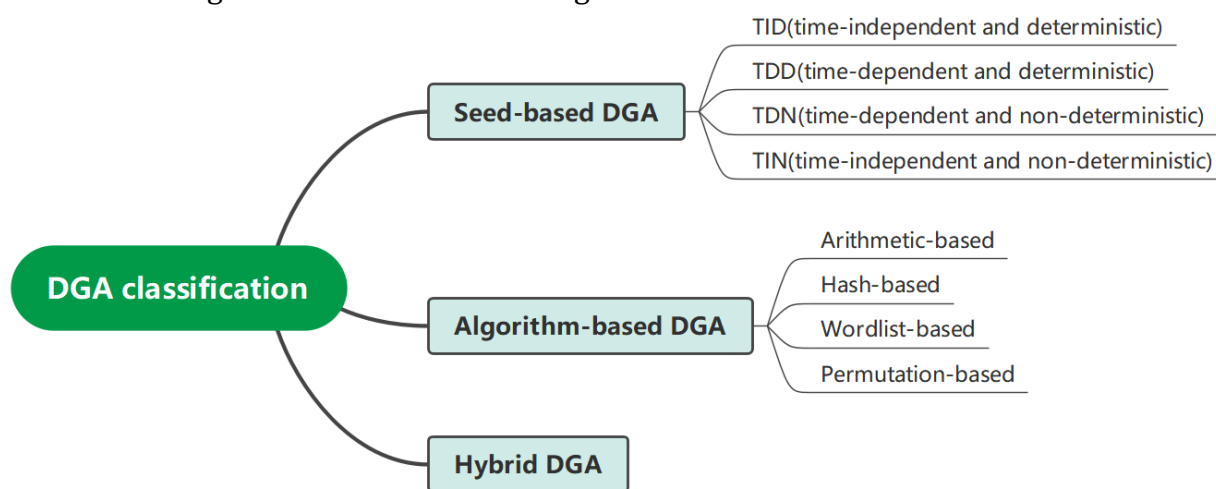 TID(time-independent and deterministic)
TDD(time-dependent and deterministic)
Seed-based DGA
TDN(time-dependent and non-deterministic)
TIN(time-independent and non-deterministic)
DGA classification
Arithmetic-based
Hash-based
Algorithm-based DGA
Wordlist-based
Permutation-based
Hybrid DGA